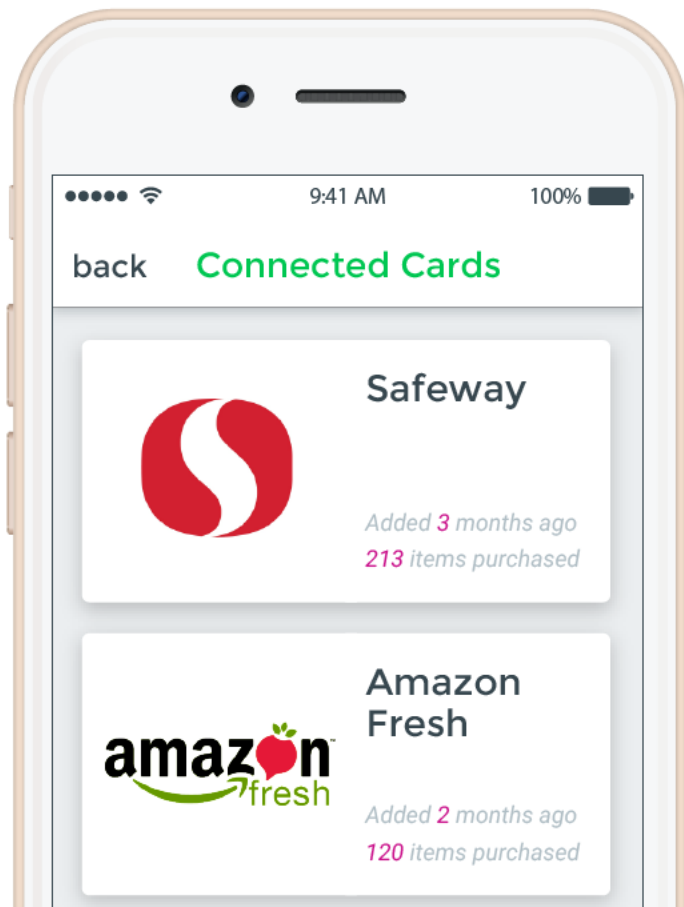 9:41 AM 100%
back Connected Cards
Safeway
Added 3 months ago
213 items purchased
amazon™
fresh
Amazon
Fresh
Added 2 months ago
120 items purchased